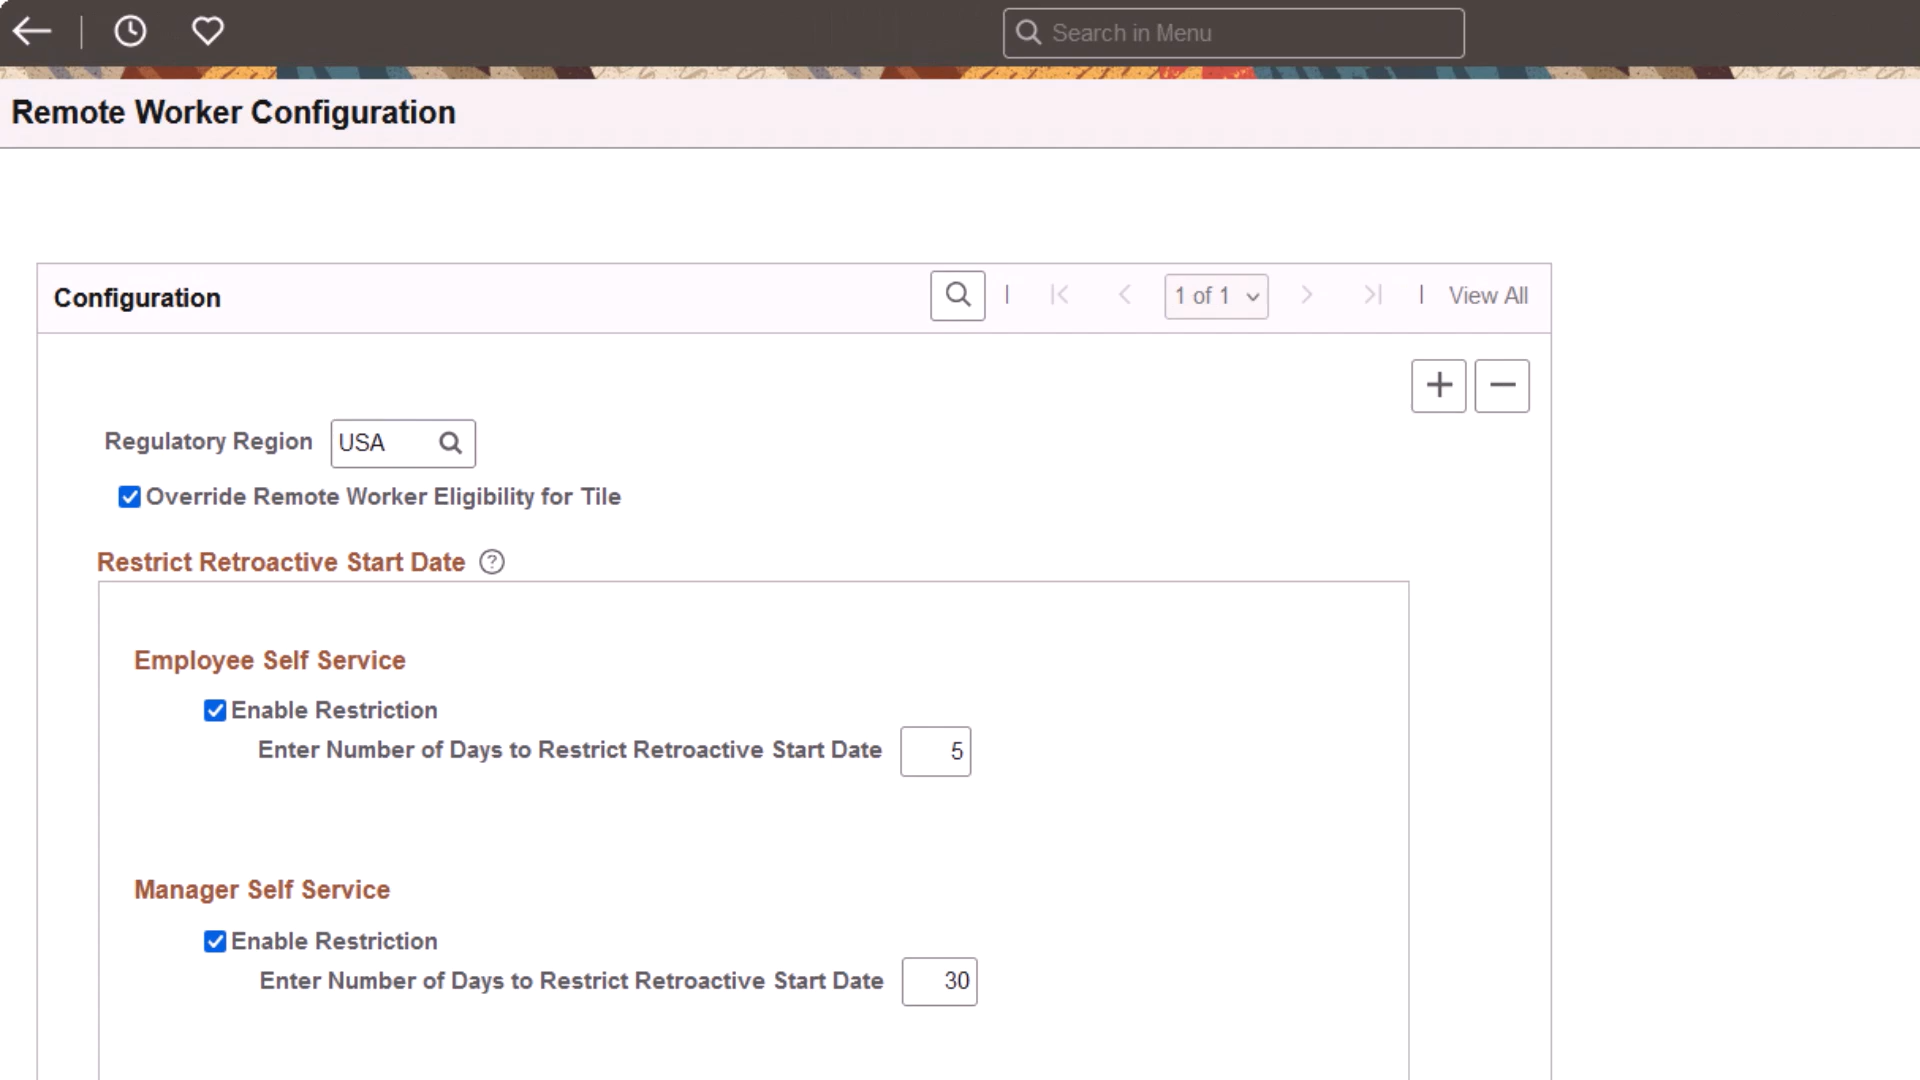 Search in Menu
Remote Worker Configuration
Configuration
1 of 1
View All
Regulatory Region USA
Override Remote Worker Eligibility for Tile
Restrict Retroactive Start Date ?
Employee Self Service
Enable Restriction
Enter Number of Days to Restrict Retroactive Start Date 5
Manager Self Service
Enable Restriction
Enter Number of Days to Restrict Retroactive Start Date 30